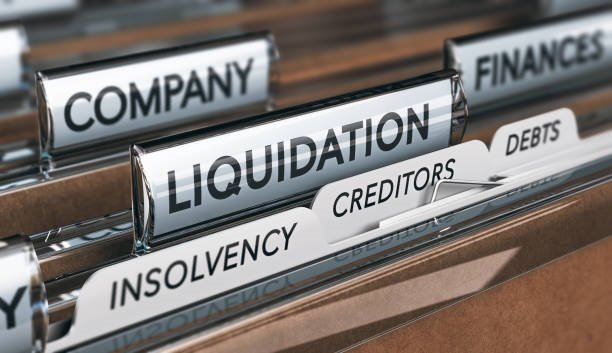 COMPANY
FINANCES
LIQUIDATION
DEBTS
CREDITORS
INSOLVENCY
Y